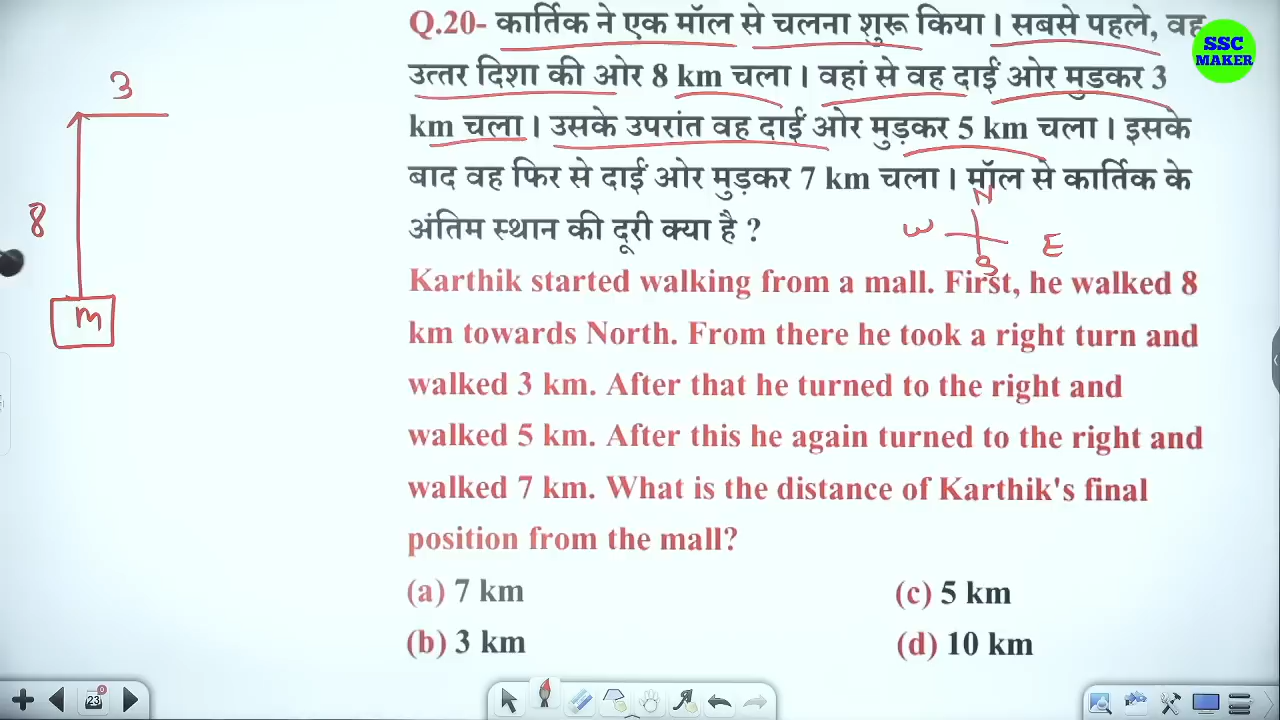 Q.20- कार्तिक ने एक मॉल से चलना शुरू किया। सबसे पहले, वह
उत्तर दिशा की ओर 8 km चला। वहां से वह दाईं ओर मुडकर 3
km चला। उसके उपरांत वह दाईं ओर मुड़कर 5 km चला। इसके
बाद वह फिर से दाईं ओर मुड़कर 7 km चला। मॉल से कार्तिक के
अंतिम स्थान की दूरी क्या है ?
Karthik started walking from a mall. First, he walked 8
km towards North. From there he took a right turn and
walked 3 km. After that he turned to the right and
walked 5 km. After this he again turned to the right and
walked 7 km. What is the distance of Karthik's final
position from the mall?
(a) 7 km
(c) 5 km
(b) 3 km
(d) 10 km
SSC
MAKER
3
8
m
N
W
E
S
23